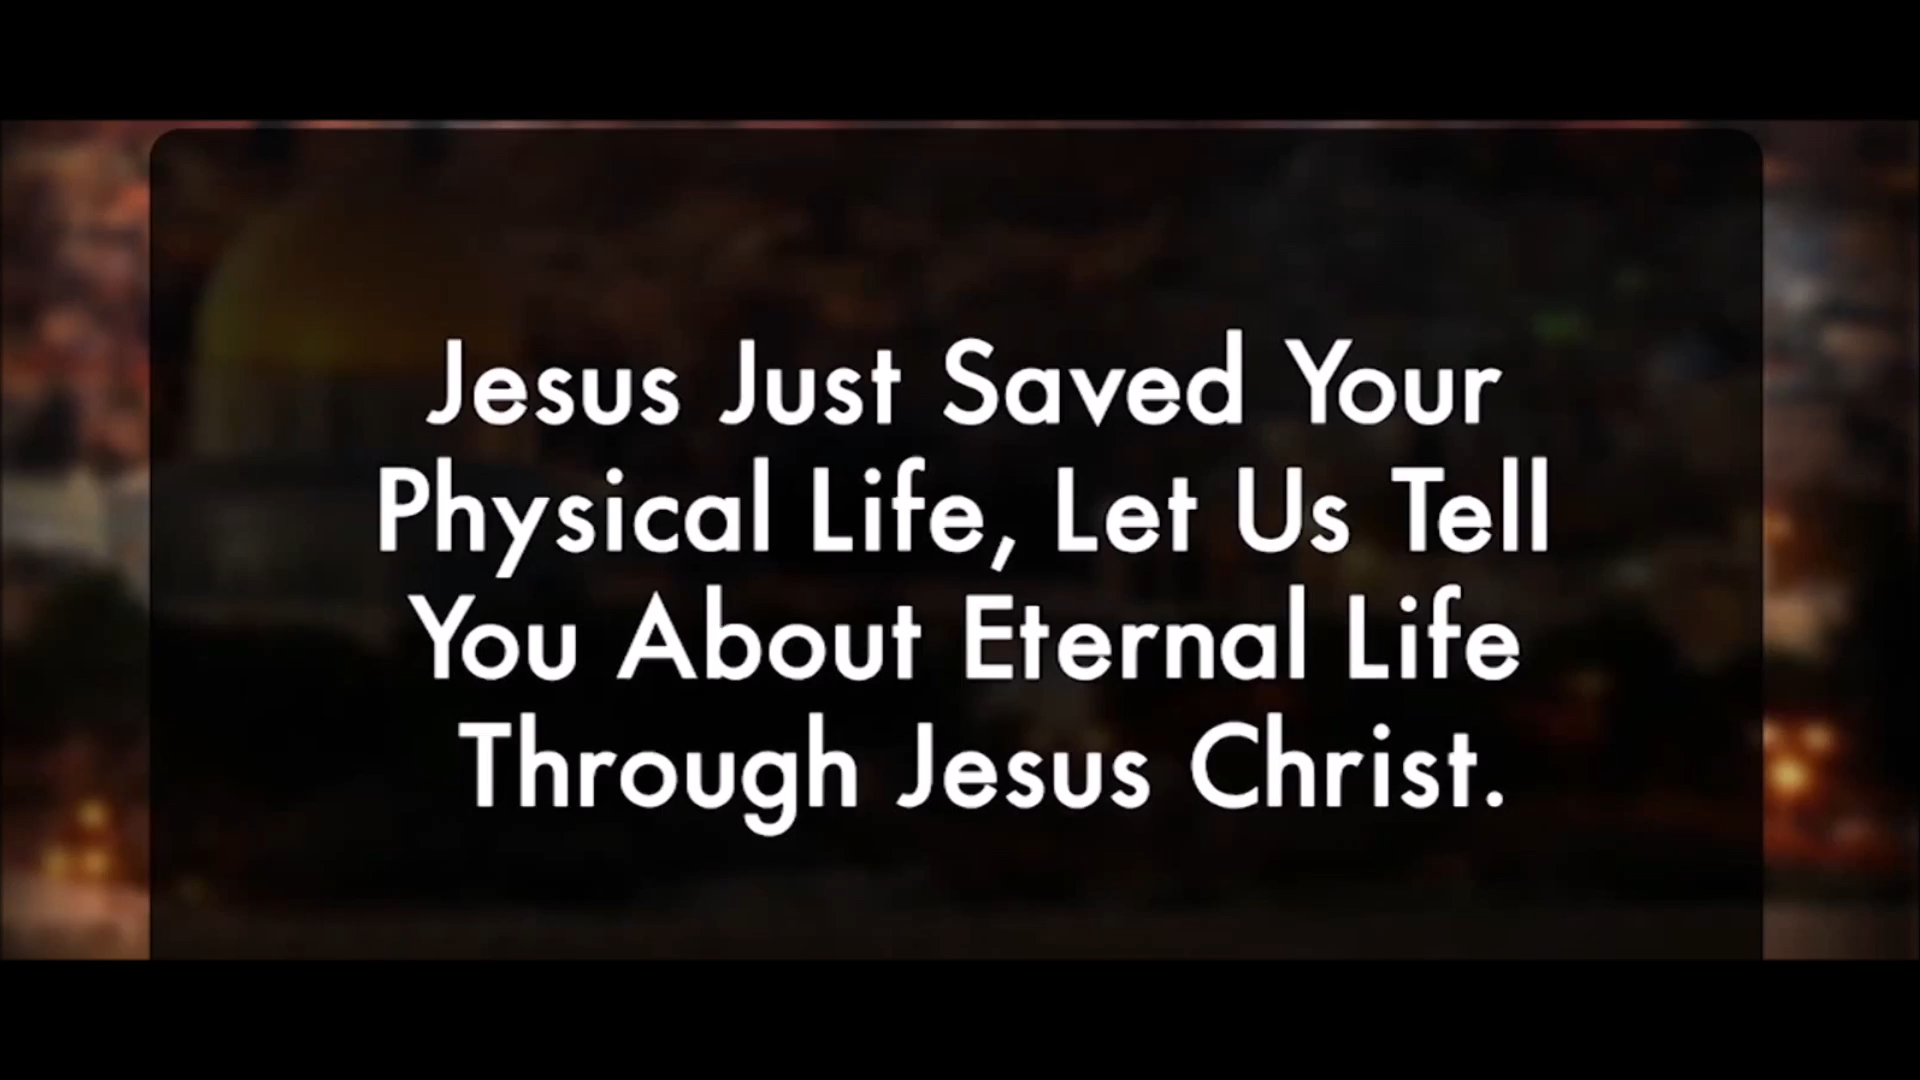 Jesus Just Saved Your
Physical Life, Let Us Tell
You About Eternal Life
Through Jesus Christ.